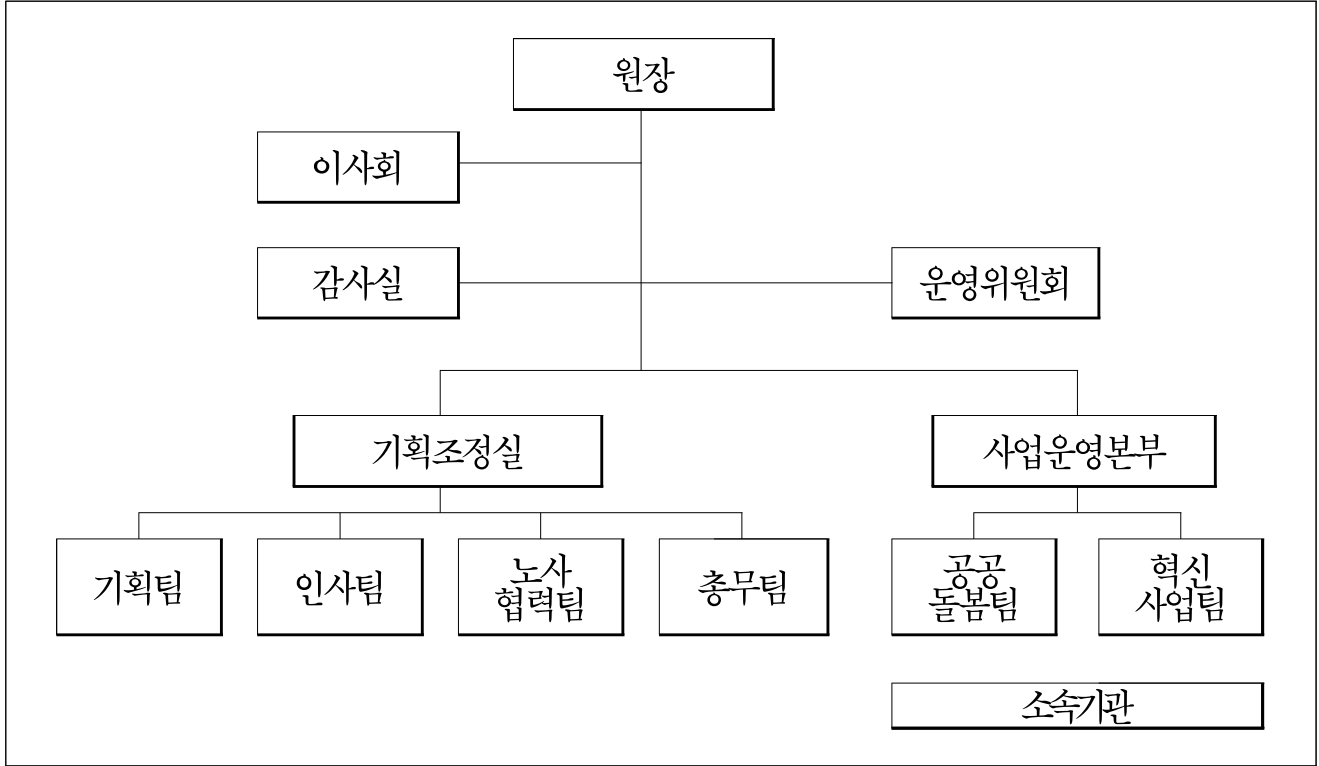 원장
이사회
감사실
운영위원회
기획조정실
사업운영본부
기획팀
인사팀
노사
협력팀
총무팀
공공
돌봄팀
혁신
사업팀
소속기관